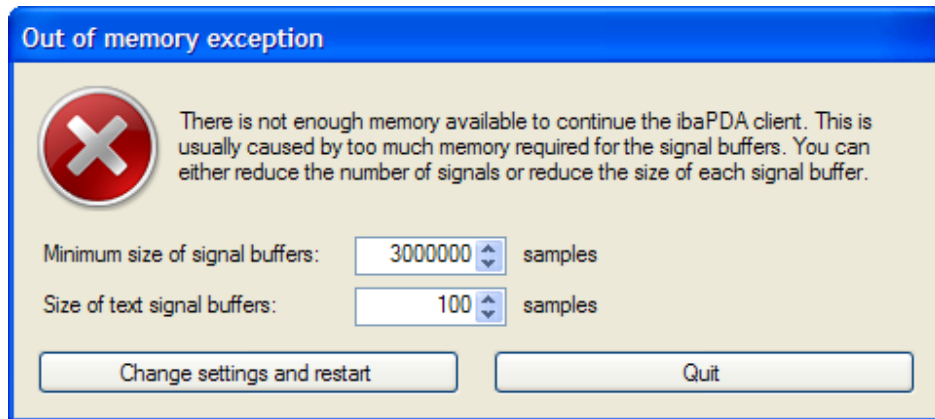 Out of memory exception
There is not enough memory available to continue the ibaPDA client. This is
usually caused by too much memory required for the signal buffers. You can
either reduce the number of signals or reduce the size of each signal buffer.
Minimum size of signal buffers: 3000000 samples
Size of text signal buffers: 100 samples
Change settings and restart Quit